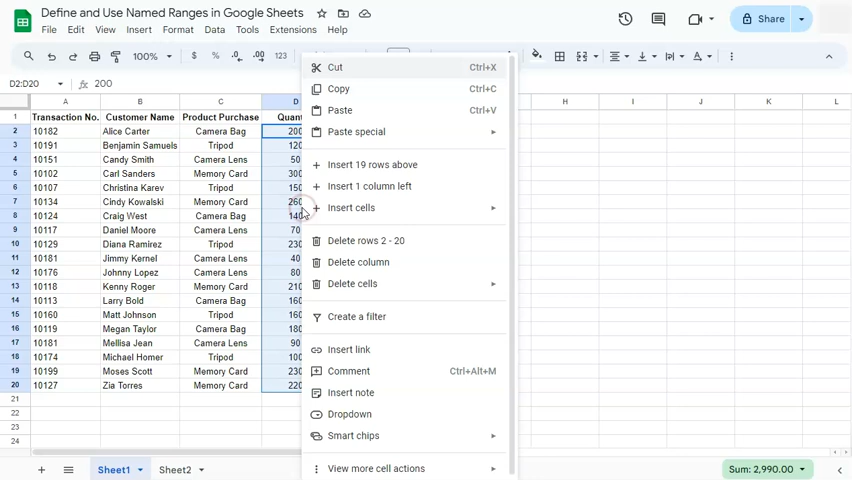 Define and Use Named Ranges in Google Sheets
File Edit View Insert Format Data Tools Extensions
Share
100% $ % .0 .00 123
D2:D20 fx 200
A B C D H I J K L
1 Transaction No. Customer Name Product Purchase Quant
2 10182 Alice Carter Camera Bag 200
3 10191 Benjamin Samuels Tripod 120
4 10151 Candy Smith Camera Lens 50
5 10102 Carl Sanders Memory Card 300
6 10107 Christina Karev Tripod 150
7 10134 Cindy Kowalski Memory Card 260
8 10124 Craig West Camera Bag 140
9 10117 Daniel Moore Camera Lens 70
10 10129 Diana Ramirez Tripod 230
11 10181 Jimmy Kernel Camera Lens 40
12 10176 Johnny Lopez Camera Lens 80
13 10118 Kenny Roger Memory Card 210
14 10113 Larry Bold Camera Bag 160
15 10160 Matt Johnson Tripod 160
16 10119 Megan Taylor Camera Bag 180
17 10181 Mellisa Jean Camera Lens 90
18 10174 Michael Homer Tripod 100
19 10199 Moses Scott Memory Card 230
20 10127 Zia Torres Memory Card 220
21
22
23
24
Cut Ctrl+X
Copy Ctrl+C
Paste Ctrl+V
Paste special
Insert 19 rows above
Insert 1 column left
Insert cells
Delete rows 2 - 20
Delete column
Delete cells
Create a filter
Insert link
Comment Ctrl+Alt+M
Insert note
Dropdown
Smart chips
View more cell actions
Sheet1 Sheet2 Sum: 2,990.00